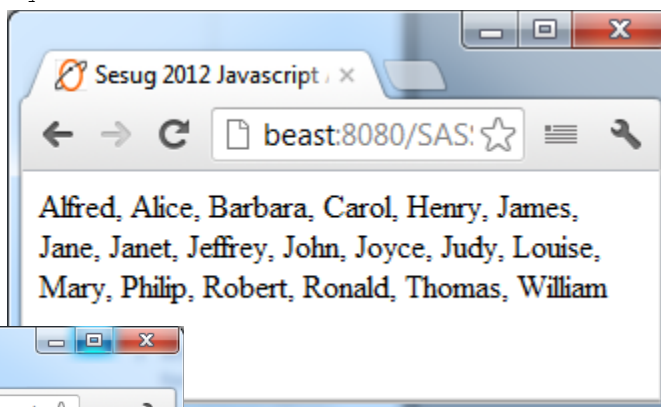 Sesug 2012 Javascript
beast:8080/SAS
Alfred, Alice, Barbara, Carol, Henry, James,
Jane, Janet, Jeffrey, John, Joyce, Judy, Louise,
Mary, Philip, Robert, Ronald, Thomas, William